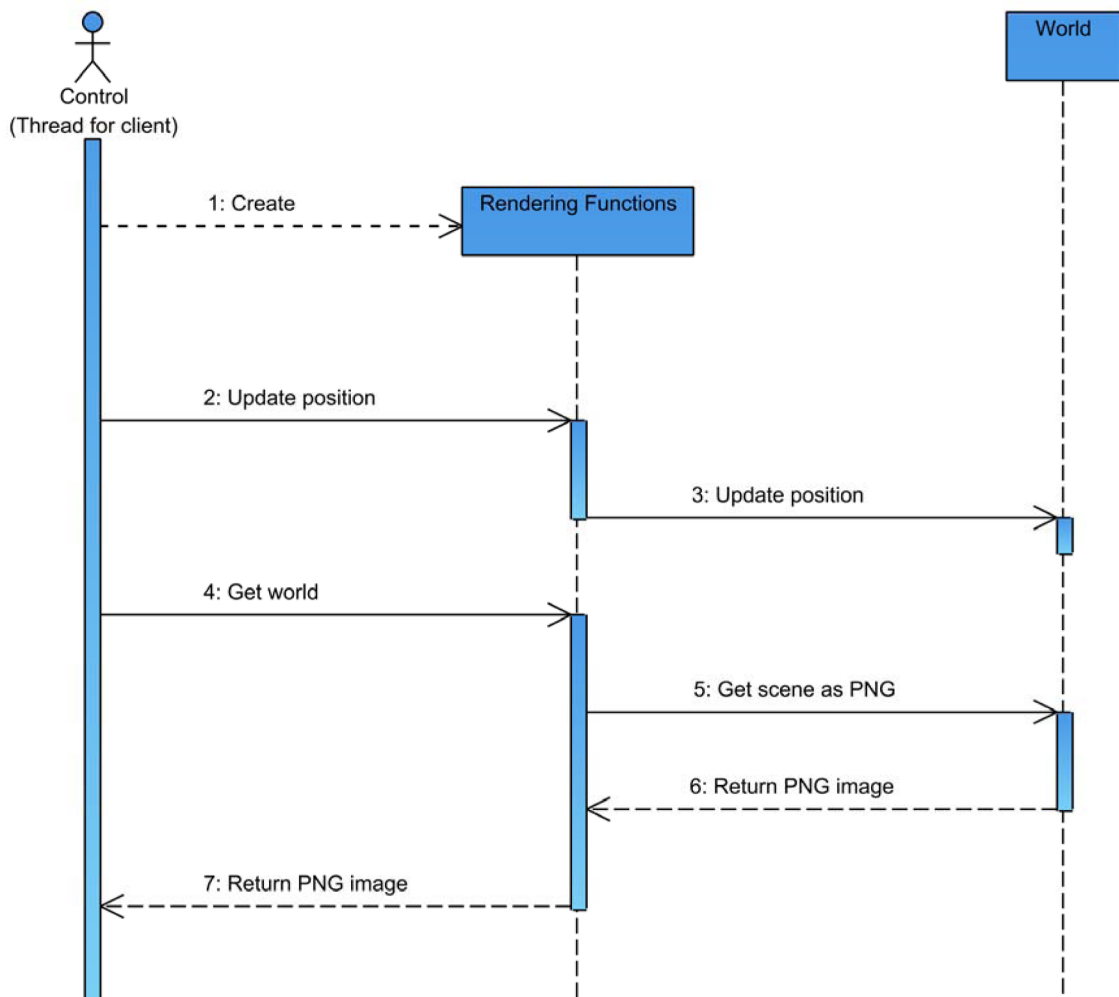 World
Control
(Thread for client)
1: Create
Rendering Functions
2: Update position
3: Update position
4: Get world
5: Get scene as PNG
6: Return PNG image
7: Return PNG image